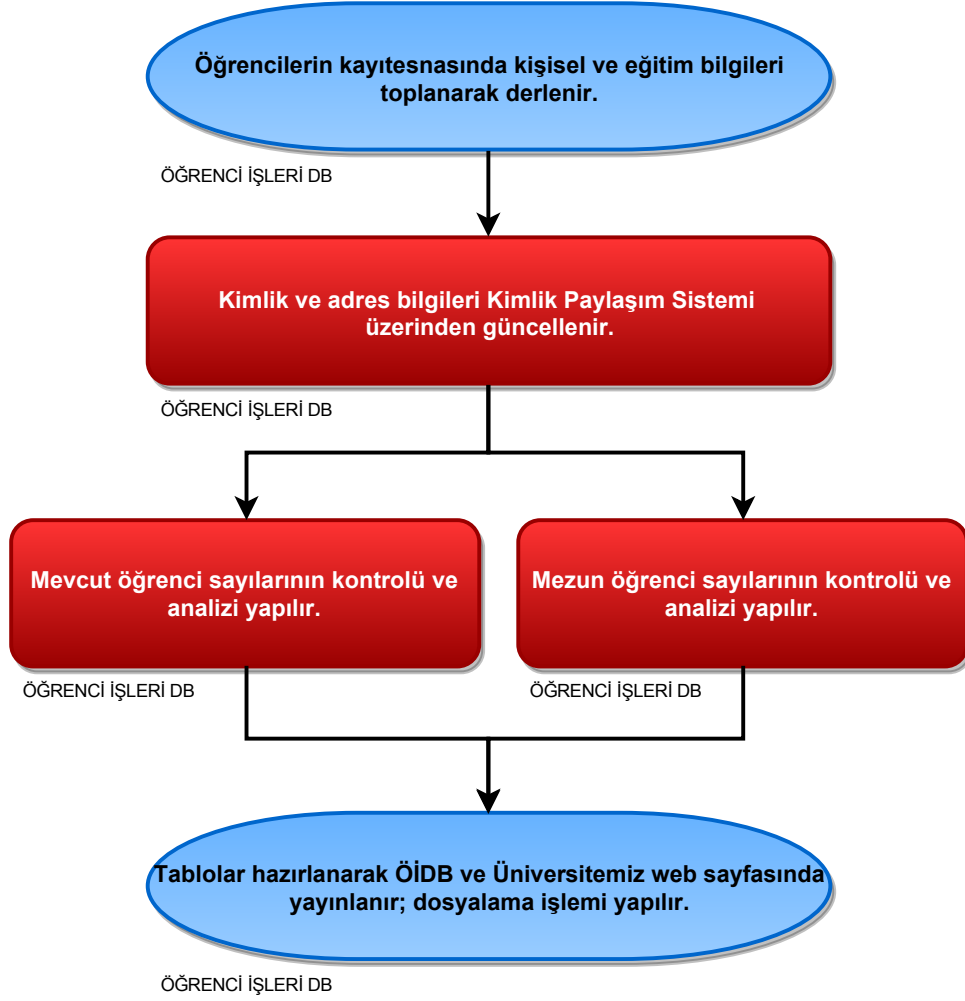 Öğrencilerin kayıtesnasında kişisel ve eğitim bilgileri
toplanarak derlenir.
ÖĞRENCİ İŞLERİ DB
Kimlik ve adres bilgileri Kimlik Paylaşım Sistemi
üzerinden güncellenir.
ÖĞRENCİ İŞLERİ DB
Mevcut öğrenci sayılarının kontrolü ve
analizi yapılır.
ÖĞRENCİ İŞLERİ DB
Mezun öğrenci sayılarının kontrolü ve
analizi yapılır.
ÖĞRENCİ İŞLERİ DB
Tablolar hazırlanarak ÖİDB ve Üniversitemiz web sayfasında
yayınlanır; dosyalama işlemi yapılır.
ÖĞRENCİ İŞLERİ DB